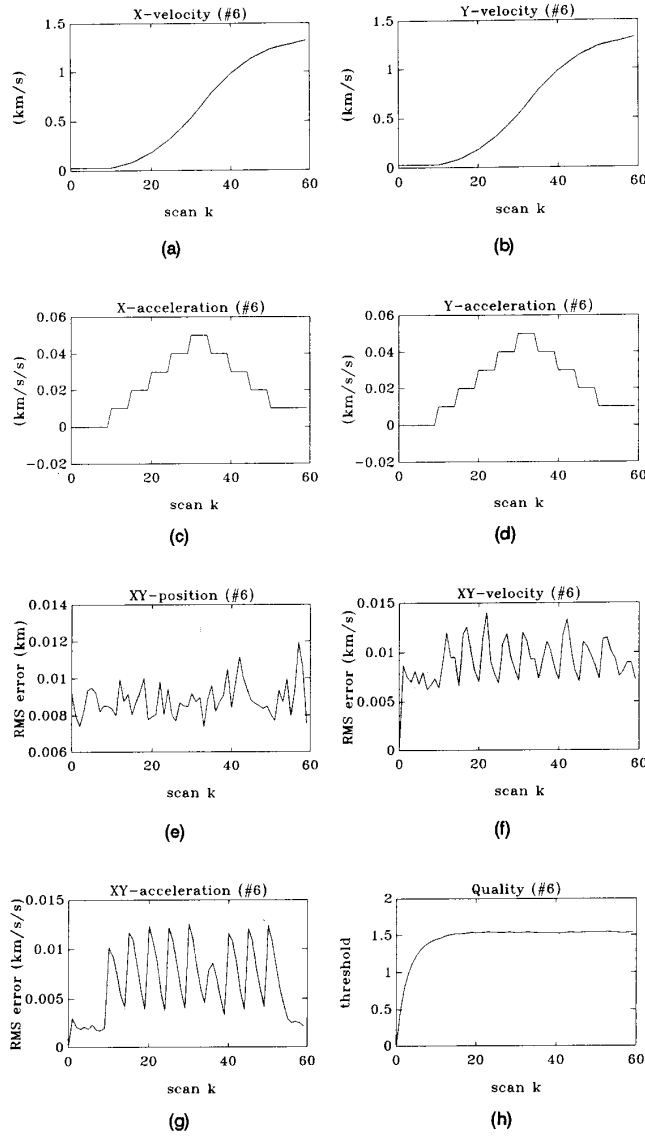 X-velocity (#6)
(km/s)
1.5
1
0.5
0
0 20 40 60
scan k
(a)
Y-velocity (#6)
(km/s)
1.5
1
0.5
0
0 20 40 60
scan k
(b)
X-acceleration (#6)
(km/s/s)
0.06
0.04
0.02
0
-0.02
0 20 40 60
scan k
(c)
Y-acceleration (#6)
(km/s/s)
0.06
0.04
0.02
0
-0.02
0 20 40 60
scan k
(d)
XY-position (#6)
RMS error (km)
0.014
0.012
0.01
0.008
0.006
0 20 40 60
scan k
(e)
XY-velocity (#6)
RMS error (km/s)
0.015
0.01
0.005
0
0 20 40 60
scan k
(f)
XY-acceleration (#6)
RMS error (km/s/s)
0.015
0.01
0.005
0
0 20 40 60
scan k
(g)
Quality (#6)
threshold
2
1.5
1
0.5
0
0 20 40 60
scan k
(h)